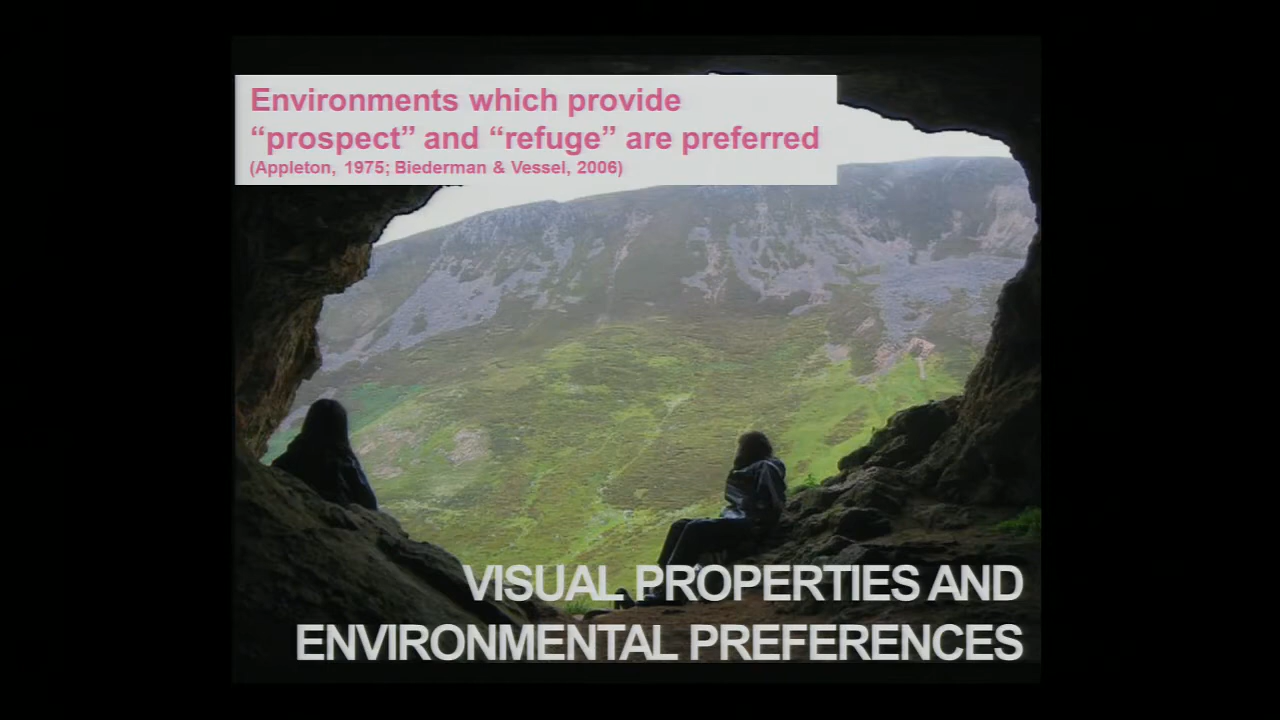 Environments which provide
“prospect” and “refuge” are preferred
(Appleton, 1975; Biederman & Vessel, 2006)
VISUAL PROPERTIES AND
ENVIRONMENTAL PREFERENCES